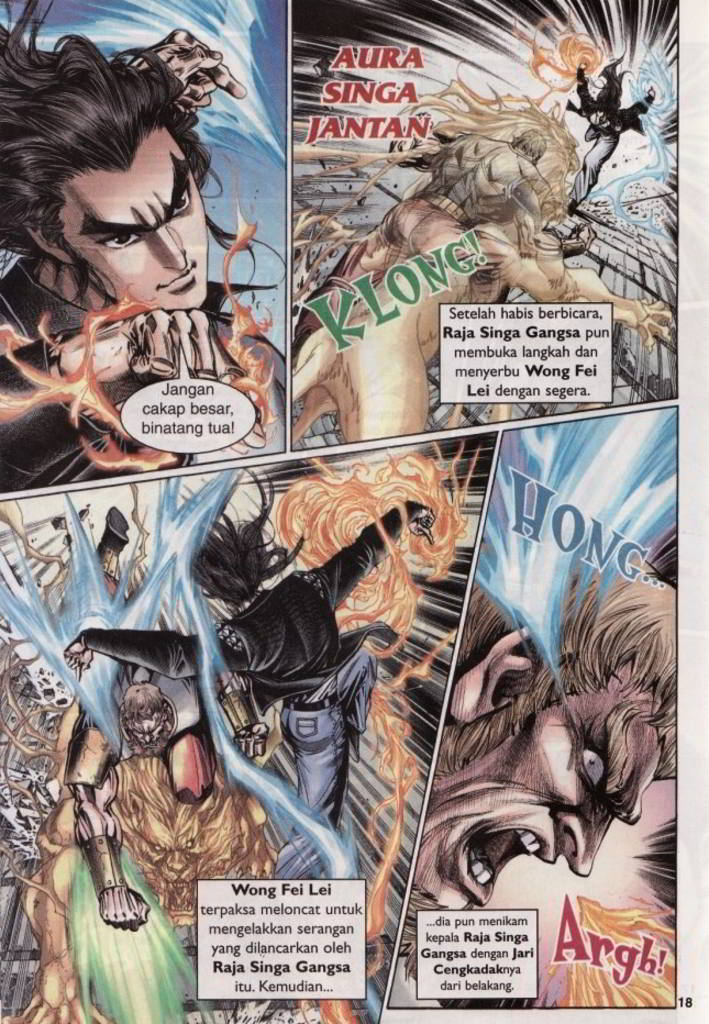 Jangan
cakap besar,
binatang tua!
AURA
SINGA
JANTAN
KLONG!
Setelah habis berbicara,
Raja Singa Gangsa pun
membuka langkah dan
menyerbu Wong Fei
Lei dengan segera.
Wong Fei Lei
terpaksa meloncat untuk
mengelakkan serangan
yang dilancarkan oleh
Raja Singa Gangsa
itu. Kemudian...
HONG...
...dia pun menikam
kepala Raja Singa
Gangsa dengan Jari
Cengkadaknya
dari belakang.
Argh!
18